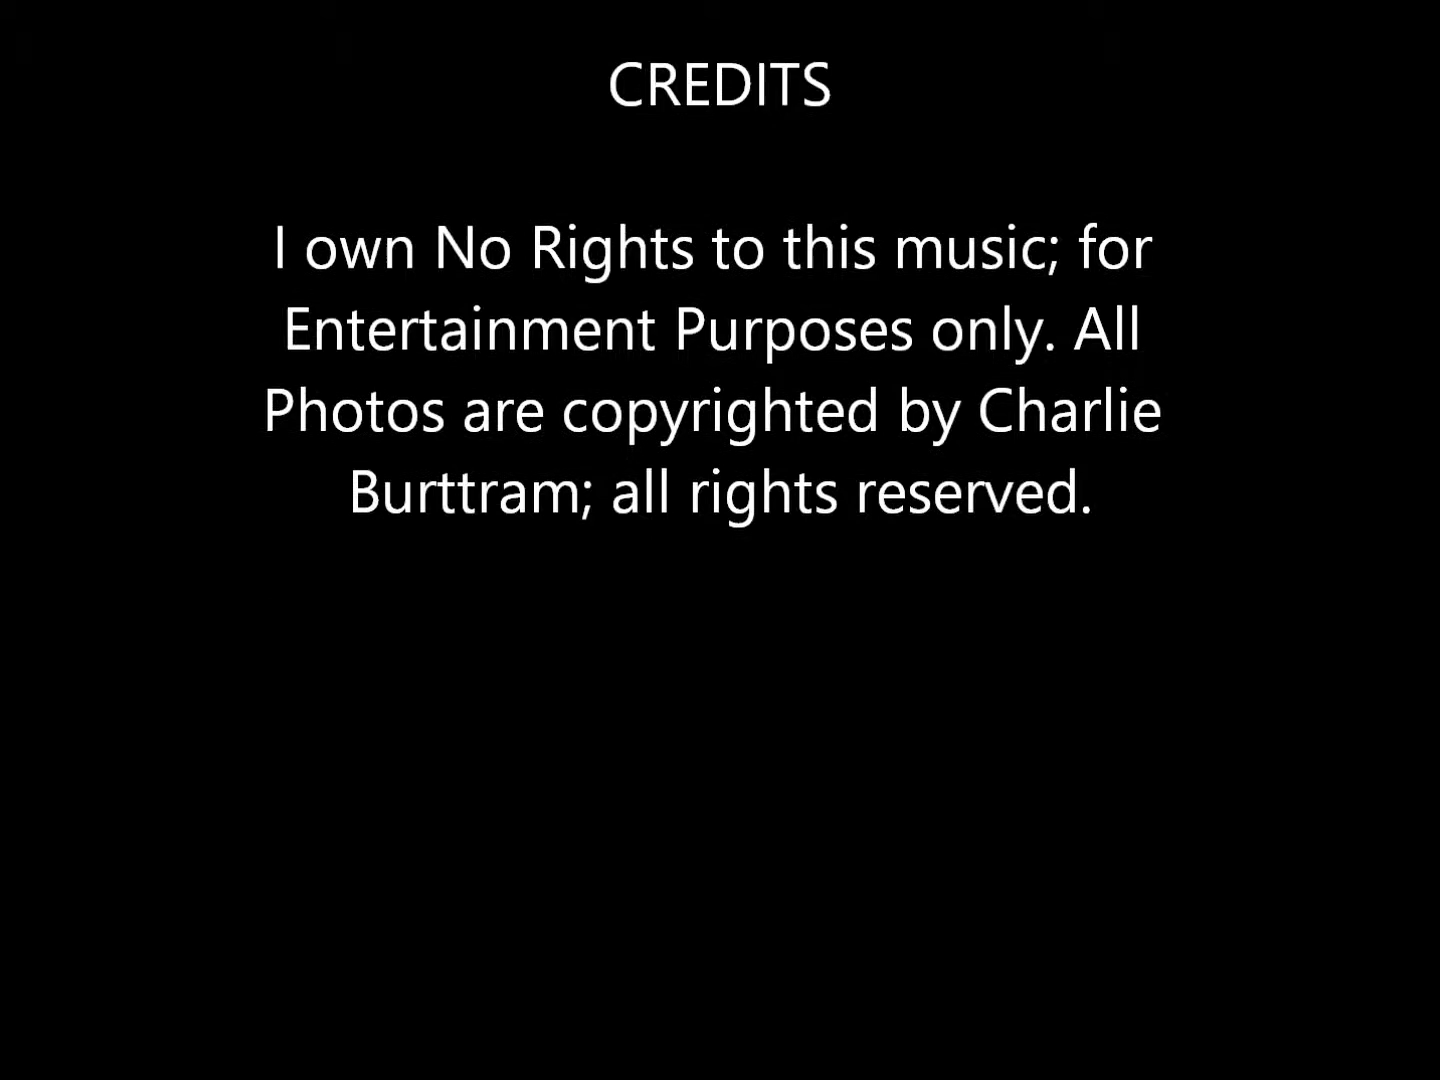 CREDITS
I own No Rights to this music; for
Entertainment Purposes only. All
Photos are copyrighted by Charlie
Burttram; all rights reserved.